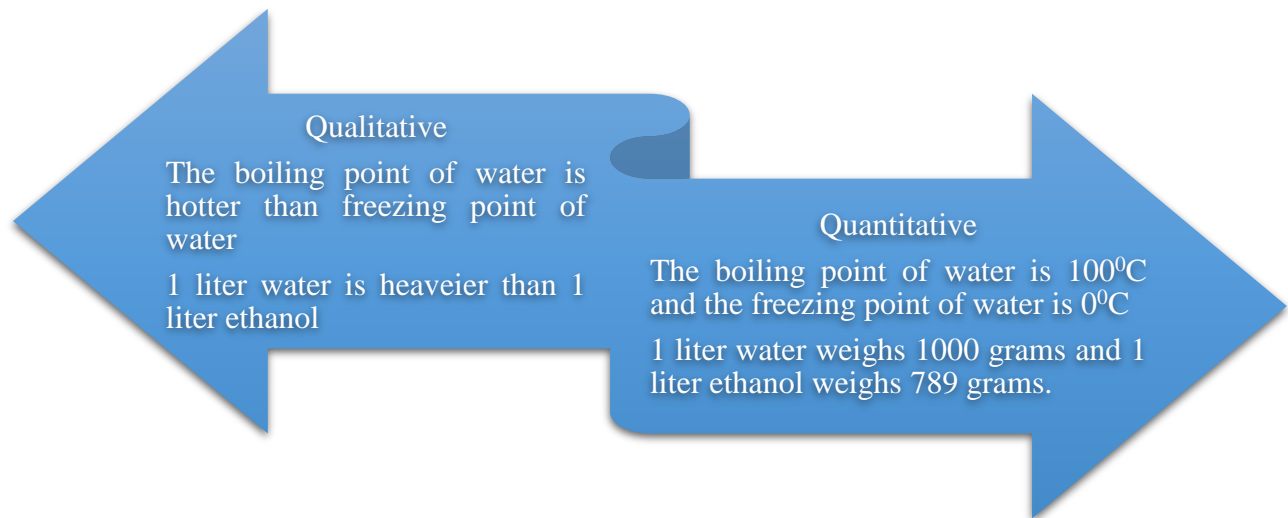 Qualitative
The boiling point of water is
hotter than freezing point of
water
1 liter water is heaveier than 1
liter ethanol
Quantitative
The boiling point of water is 100⁰C
and the freezing point of water is 0⁰C
1 liter water weighs 1000 grams and 1
liter ethanol weighs 789 grams.